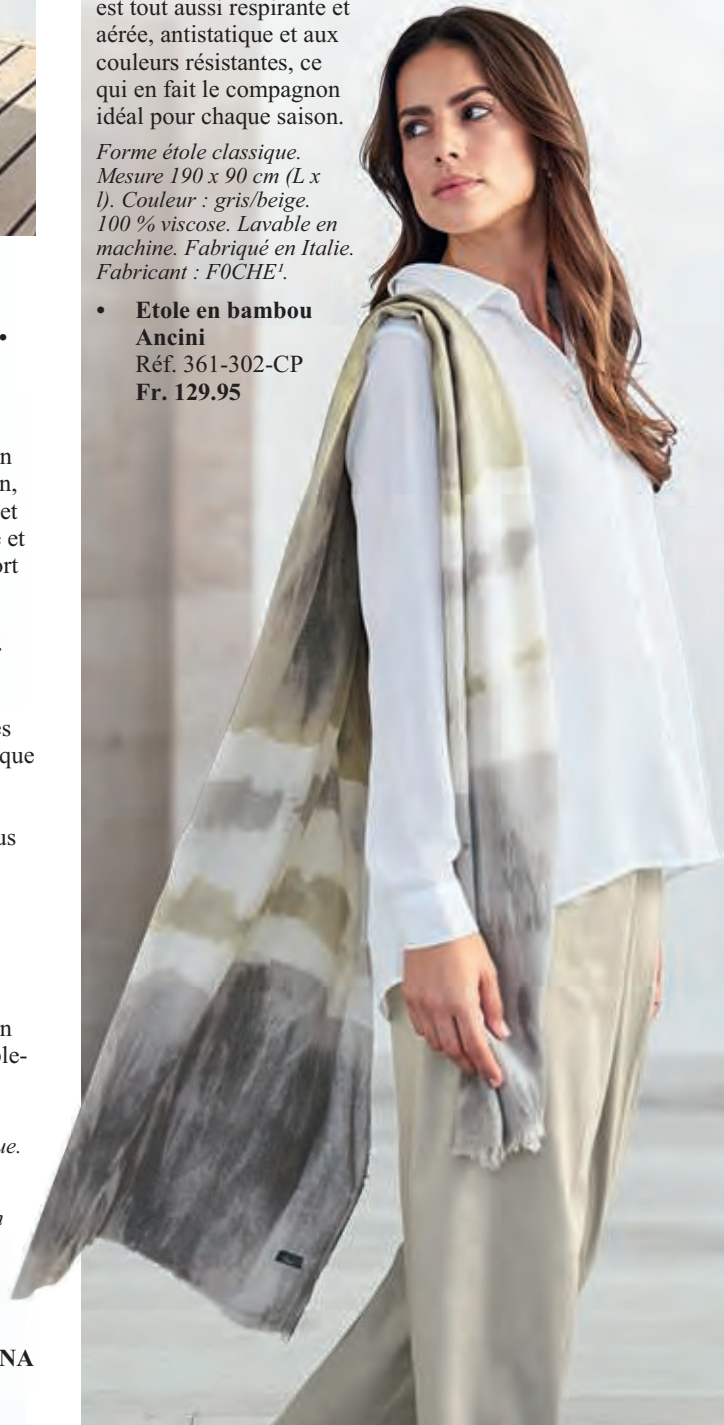 est tout aussi respirante et
aérée, antistatique et aux
couleurs résistantes, ce
qui en fait le compagnon
idéal pour chaque saison.
Forme étole classique.
Mesure 190 x 90 cm (L x
l). Couleur : gris/beige.
100 % viscose. Lavable en
machine. Fabriqué en Italie.
Fabricant : F0CHE¹.
• Etole en bambou
Ancini
Réf. 361-302-CP
Fr. 129.95